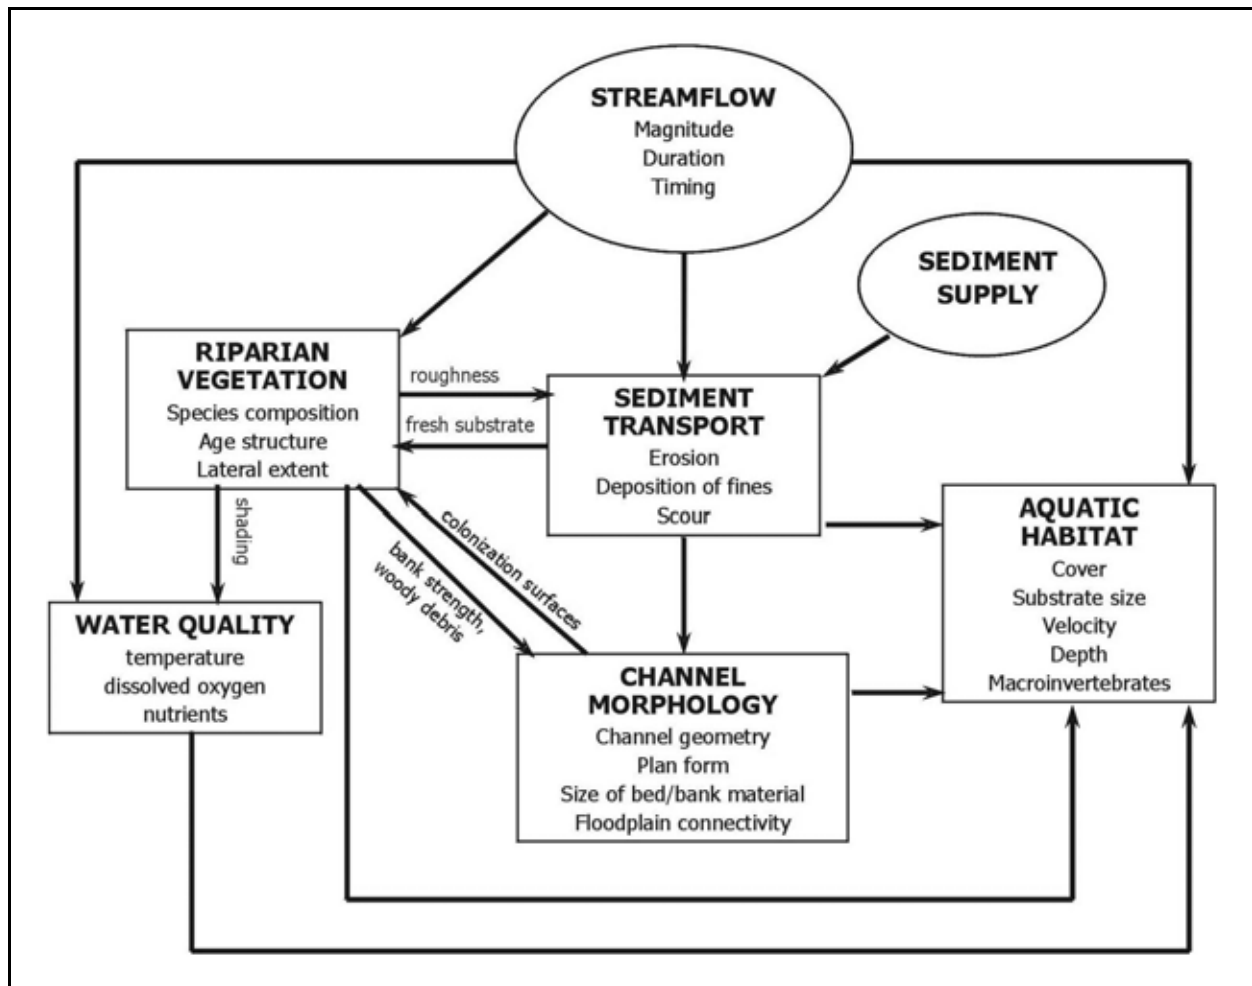 STREAMFLOW
Magnitude
Duration
Timing
SEDIMENT
SUPPLY
RIPARIAN
VEGETATION
Species composition
Age structure
Lateral extent
roughness
fresh substrate
SEDIMENT
TRANSPORT
Erosion
Deposition of fines
Scour
shading
colonization surfaces
bank strength,
woody debris
AQUATIC
HABITAT
Cover
Substrate size
Velocity
Depth
Macroinvertebrates
WATER QUALITY
temperature
dissolved oxygen
nutrients
CHANNEL
MORPHOLOGY
Channel geometry
Plan form
Size of bed/bank material
Floodplain connectivity